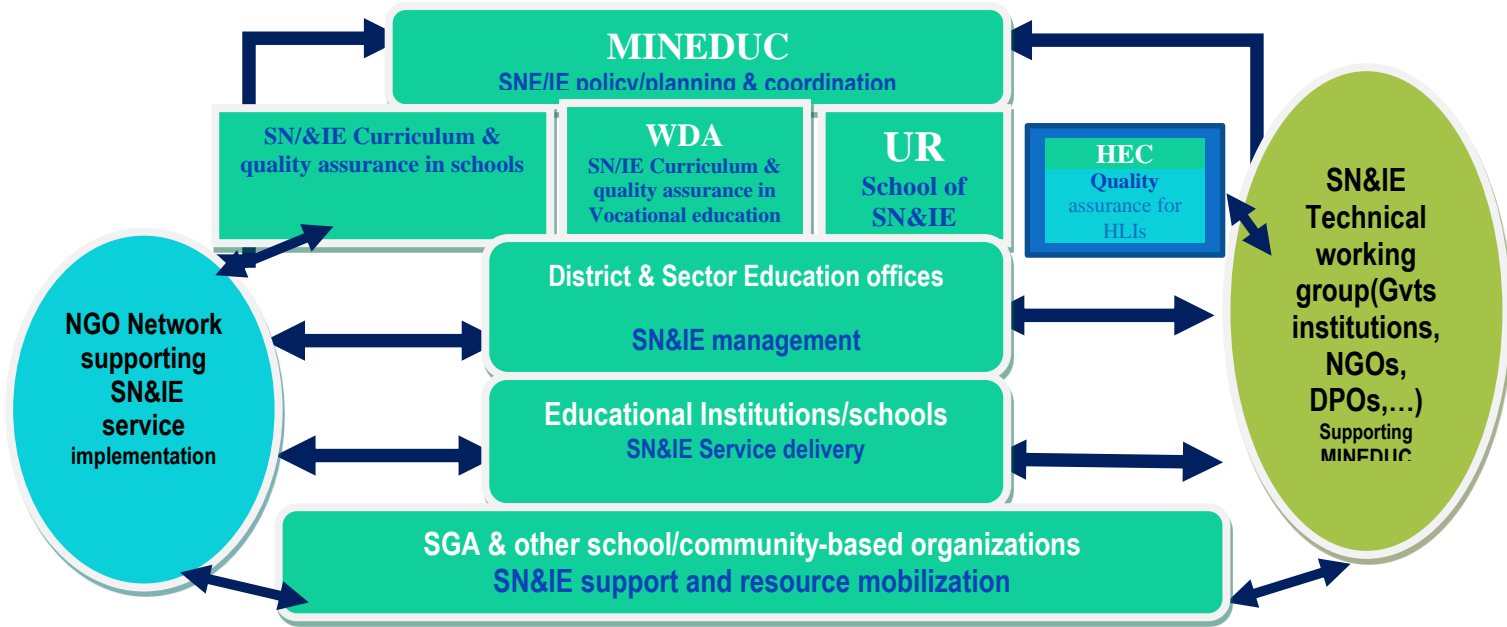 MINEDUC
SNE/IE policy/planning & coordination
SN/&IE Curriculum &
quality assurance in schools
WDA
SN/IE Curriculum &
quality assurance in
Vocational education
UR
School of
SN&IE
HEC
Quality
assurance for
HLIs
NGO Network
supporting
SN&IE
service
implementation
District & Sector Education offices
SN&IE management
Educational Institutions/schools
SN&IE Service delivery
SGA & other school/community-based organizations
SN&IE support and resource mobilization
SN&IE
Technical
working
group(Gvts
institutions,
NGOs,
DPOs,...)
Supporting
MINEDUC